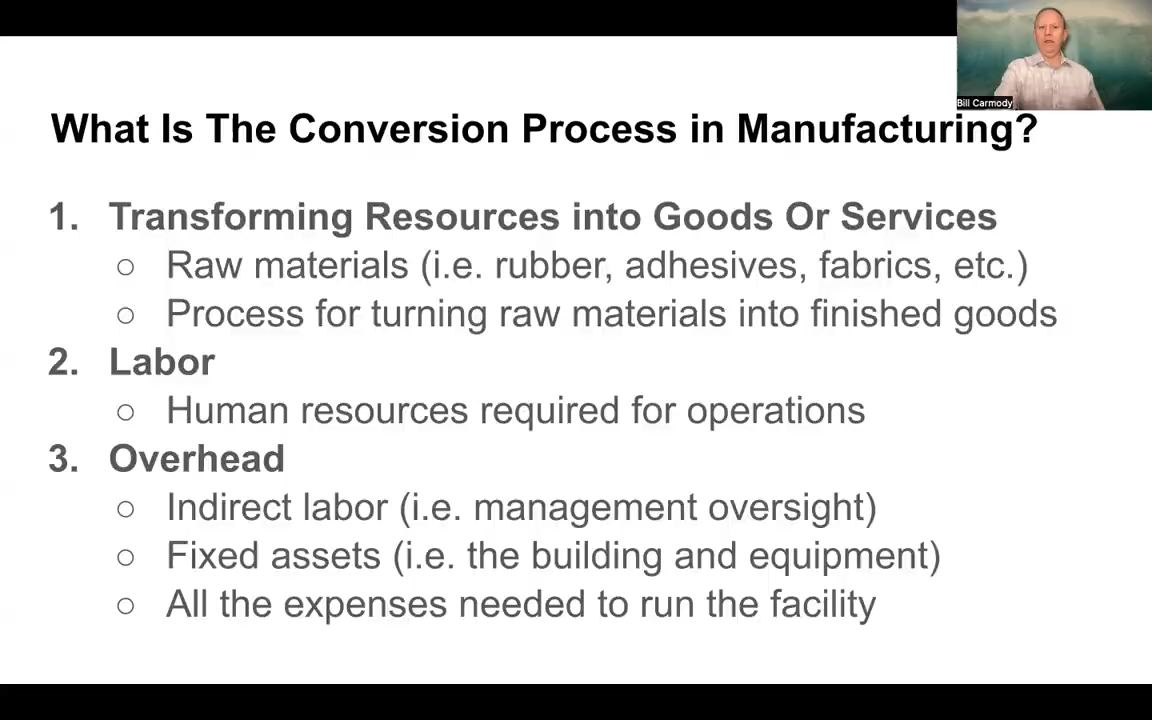 Bill Carmody
What Is The Conversion Process in Manufacturing?
1. Transforming Resources into Goods Or Services
○ Raw materials (i.e. rubber, adhesives, fabrics, etc.)
○ Process for turning raw materials into finished goods
2. Labor
○ Human resources required for operations
3. Overhead
○ Indirect labor (i.e. management oversight)
○ Fixed assets (i.e. the building and equipment)
○ All the expenses needed to run the facility